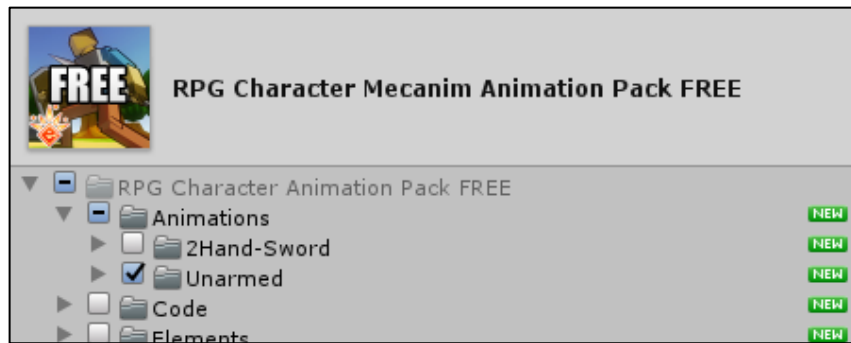 FREE
RPG Character Mecanim Animation Pack FREE
RPG Character Animation Pack FREE
Animations NEW
2Hand-Sword NEW
Unarmed NEW
Code NEW
Elements NEW